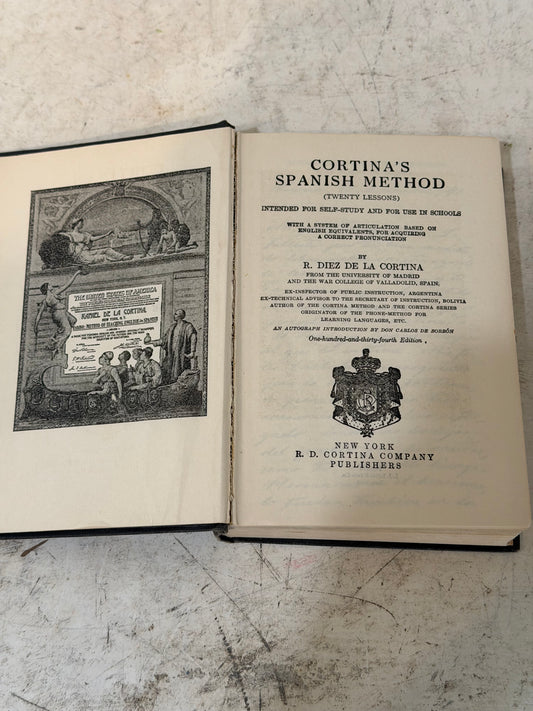 THE UNITED STATES OF AMERICA
RAFAEL DE LA CORTINA
CORTINA'S
SPANISH METHOD
(TWENTY LESSONS)
INTENDED FOR SELF-STUDY AND FOR USE IN SCHOOLS
WITH A SYSTEM OF ARTICULATION BASED ON
ENGLISH EQUIVALENTS, FOR ACQUIRING
A CORRECT PRONUNCIATION
BY
R. DIEZ DE LA CORTINA
FROM THE UNIVERSITY OF MADRID
AND THE WAR COLLEGE OF VALLADOLID, SPAIN.
EX-INSPECTOR OF PUBLIC INSTRUCTION, ARGENTINA
EX-TECHNICAL ADVISOR TO THE SECRETARY OF INSTRUCTION, BOLIVIA
AUTHOR OF THE CORTINA METHOD AND THE CORTINA SERIES
ORIGINATOR OF THE PHONE-METHOD FOR
LEARNING LANGUAGES, ETC.
AN AUTOGRAPH INTRODUCTION BY DON CARLOS DE BORBÓN
One-hundred-and-thirty-fourth Edition
NEW YORK
R. D. CORTINA COMPANY
PUBLISHERS